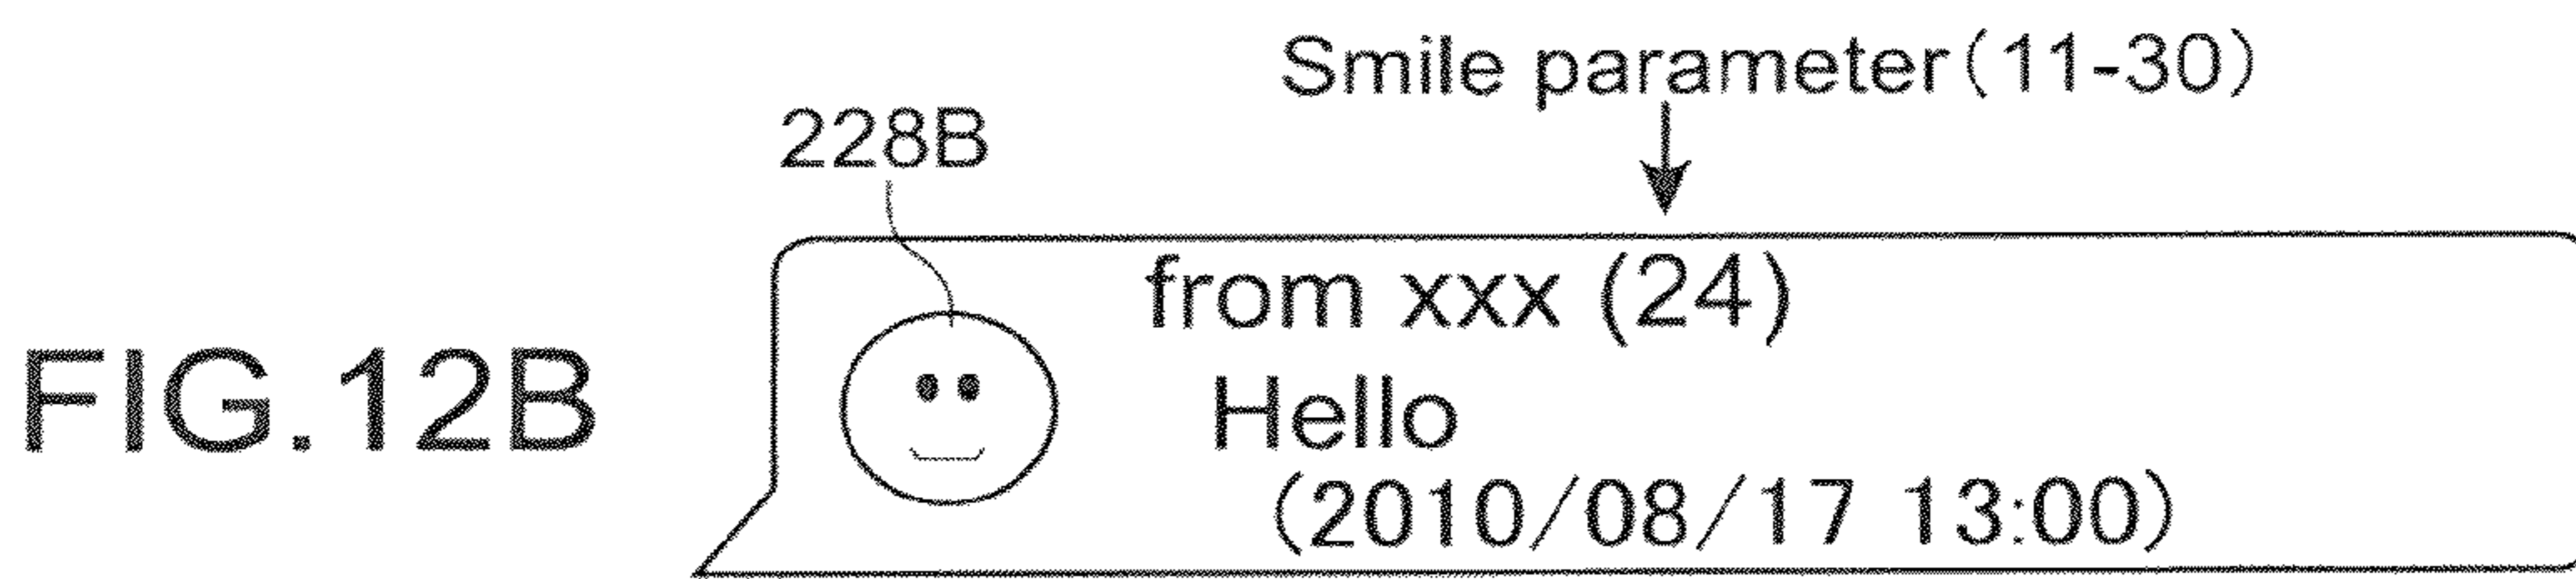 Smile parameter(11-30)
228B
from xxx (24)
FIG.12B
Hello
(2010/08/17 13:00)